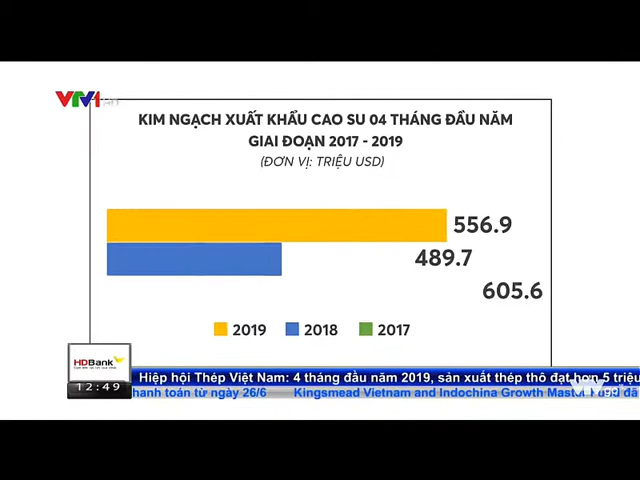 VTV1
KIM NGẠCH XUẤT KHẨU CAO SU 04 THÁNG ĐẦU NĂM
GIAI ĐOẠN 2017 - 2019
(ĐƠN VỊ: TRIỆU USD)
556.9
489.7
605.6
2019 2018 2017
HDBank
12:49
Hiệp hội Thép Việt Nam: 4 tháng đầu năm 2019, sản xuất thép thô đạt hơn 5 triệu
hanh toán từ ngày 26/6 Kingsmead Vietnam and Indochina Growth Master Fund đã